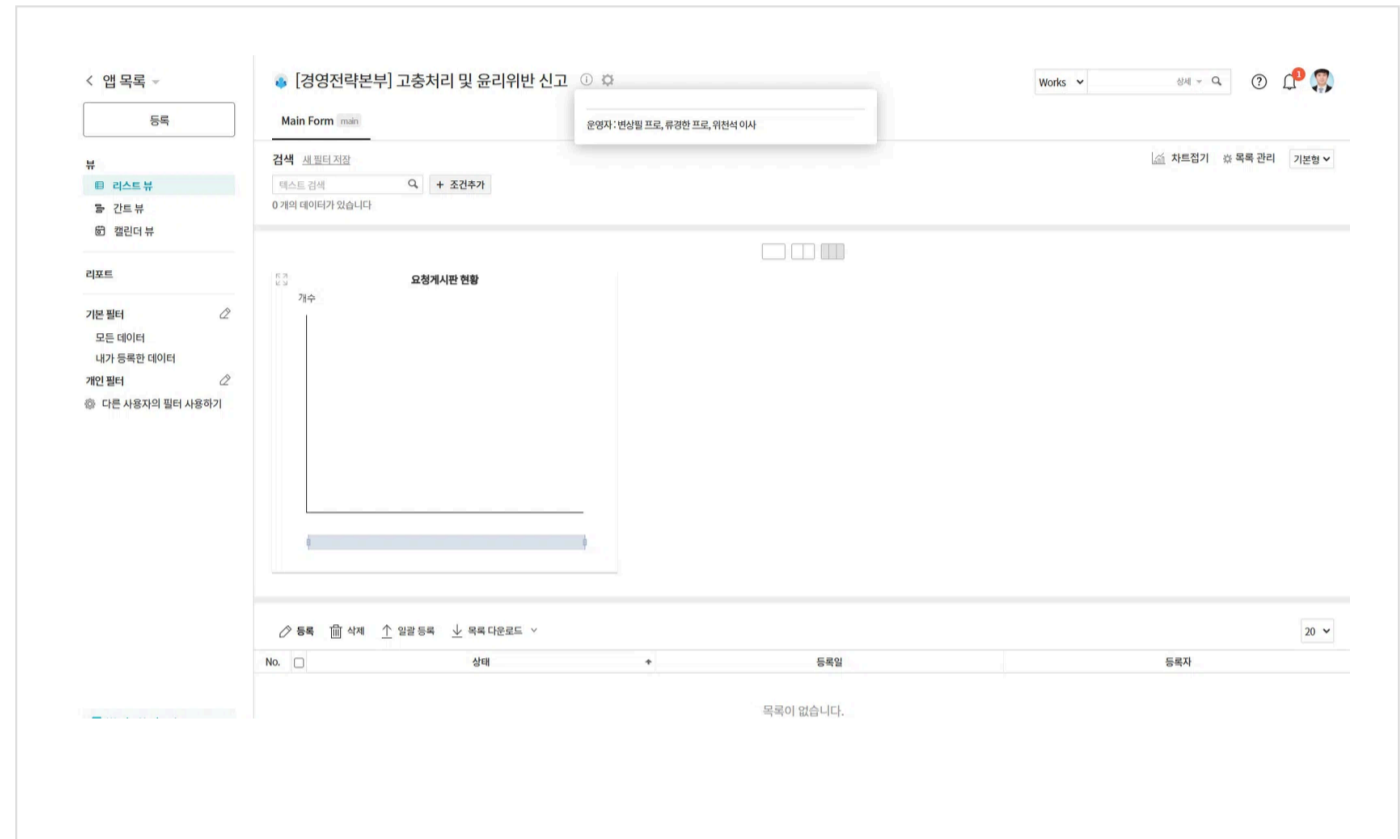 앱 목록
등록
뷰
리스트 뷰
간트 뷰
캘린더 뷰
리포트
기본 필터
모든 데이터
내가 등록한 데이터
개인 필터
다른 사용자의 필터 사용하기
[경영전략본부] 고충처리 및 윤리위반 신고
Works 상세 1
Main Form main
운영자 : 변상필 프로, 류경한 프로, 위천석 이사
검색 새 필터 저장
차트접기 목록 관리 기본형
텍스트 검색 + 조건추가
0 개의 데이터가 있습니다
요청게시판 현황
개수
등록 삭제 일괄 등록 목록 다운로드 20
No. 상태 + 등록일 등록자
목록이 없습니다.